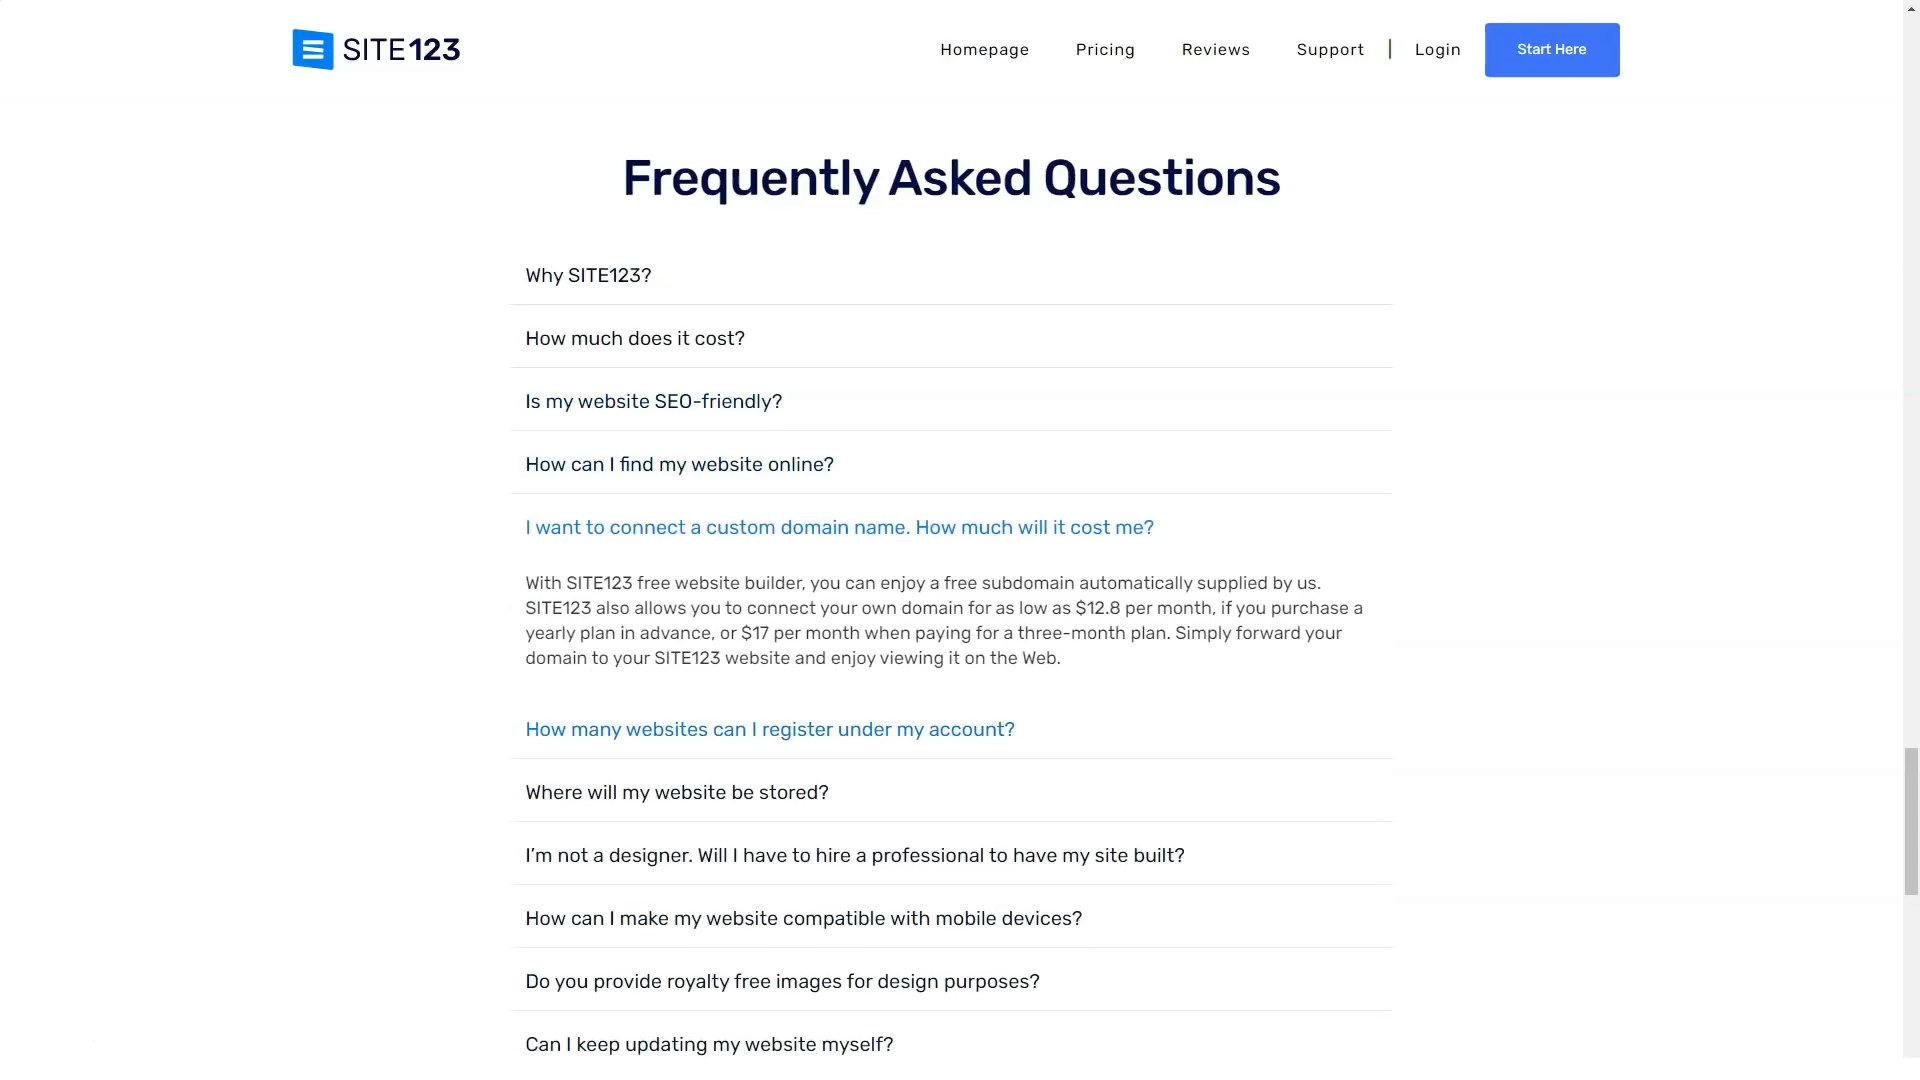 SITE123
Homepage
Pricing
Reviews
Support
Login
Start Here
Frequently Asked Questions
Why SITE123?
How much does it cost?
Is my website SEO-friendly?
How can I find my website online?
I want to connect a custom domain name. How much will it cost me?
With SITE123 free website builder, you can enjoy a free subdomain automatically supplied by us.
SITE123 also allows you to connect your own domain for as low as $12.8 per month, if you purchase a
yearly plan in advance, or $17 per month when paying for a three-month plan. Simply forward your
domain to your SITE123 website and enjoy viewing it on the Web.
How many websites can I register under my account?
Where will my website be stored?
I’m not a designer. Will I have to hire a professional to have my site built?
How can I make my website compatible with mobile devices?
Do you provide royalty free images for design purposes?
Can I keep updating my website myself?